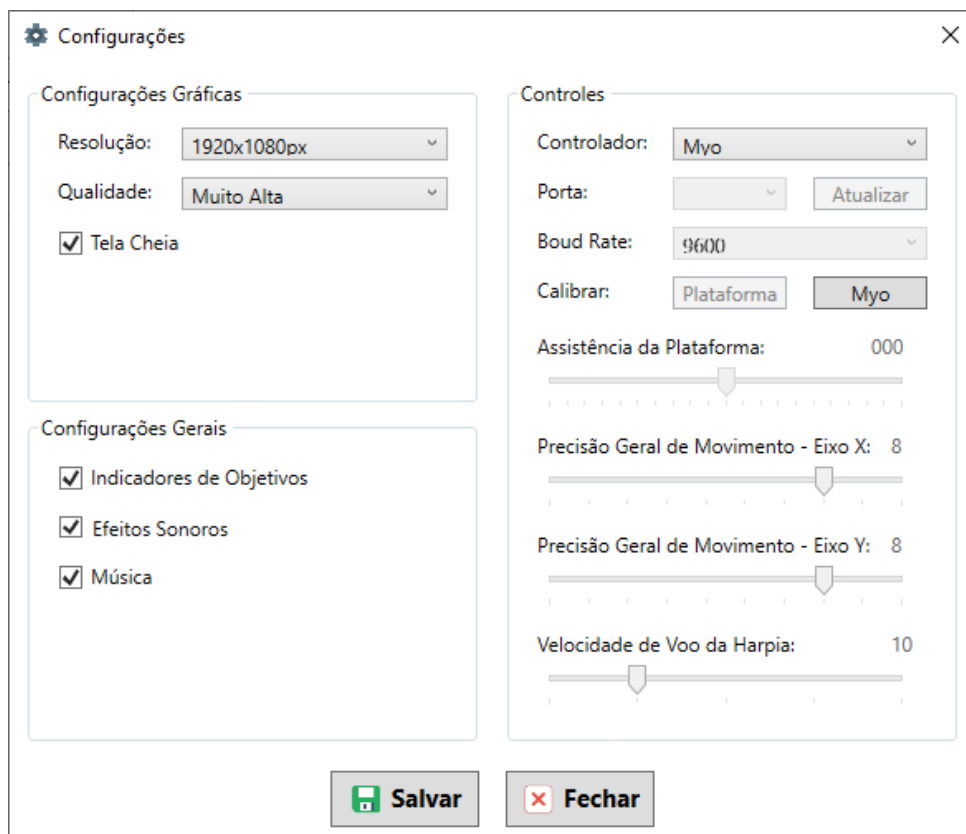 Configurações
Configurações Gráficas
Resolução: 1920x1080px
Qualidade: Muito Alta
Tela Cheia
Configurações Gerais
Indicadores de Objetivos
Efeitos Sonoros
Música
Controles
Controlador: Myo
Porta: Atualizar
Boud Rate: 9600
Calibrar: Plataforma Myo
Assistência da Plataforma: 000
Precisão Geral de Movimento - Eixo X: 8
Precisão Geral de Movimento - Eixo Y: 8
Velocidade de Voo da Harpia: 10
Salvar Fechar